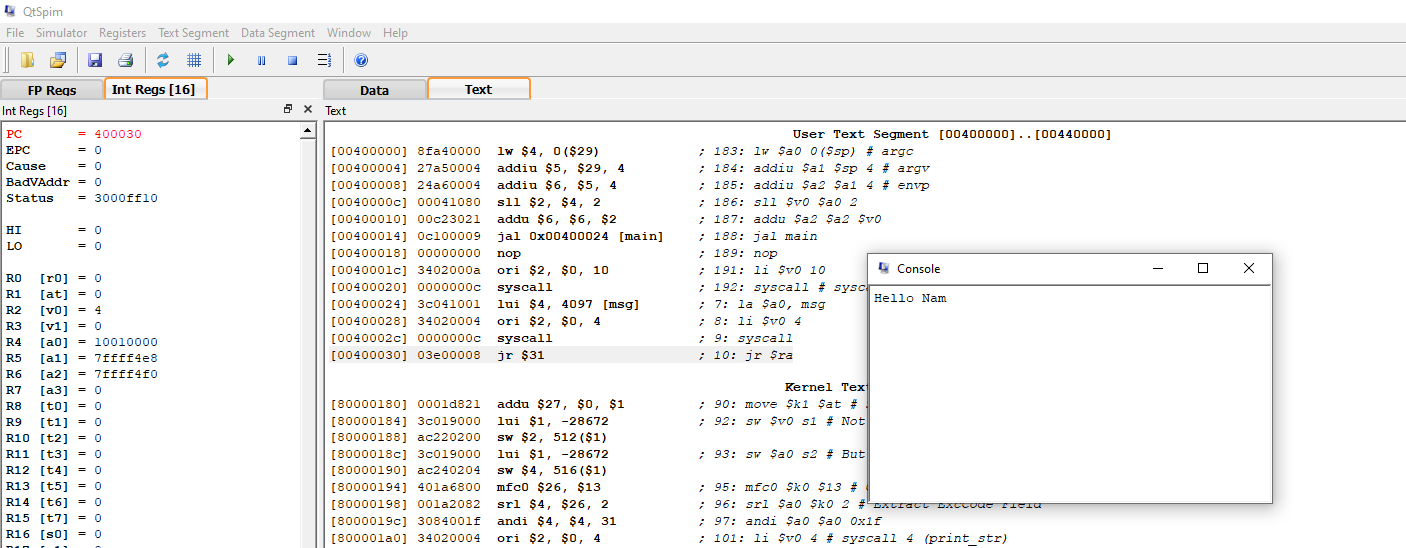 QtSpim
File Simulator Registers Text Segment Data Segment Window Help
FP Regs Int Regs [16] Data Text
Int Regs [16] Text
PC = 400030
EPC = 0
Cause = 0
BadVAddr = 0
Status = 3000ff10
HI = 0
LO = 0
R0 [r0] = 0
R1 [at] = 0
R2 [v0] = 4
R3 [v1] = 0
R4 [a0] = 10010000
R5 [a1] = 7ffff4e8
R6 [a2] = 7ffff4f0
R7 [a3] = 0
R8 [t0] = 0
R9 [t1] = 0
R10 [t2] = 0
R11 [t3] = 0
R12 [t4] = 0
R13 [t5] = 0
R14 [t6] = 0
R15 [t7] = 0
R16 [s0] = 0
User Text Segment [00400000]..[00440000]
[00400000] 8fa40000 lw $4, 0($29) ; 183: lw $a0 0($sp) # argc
[00400004] 27a50004 addiu $5, $29, 4 ; 184: addiu $a1 $sp 4 # argv
[00400008] 24a60004 addiu $6, $5, 4 ; 185: addiu $a2 $a1 4 # envp
[0040000c] 00041080 sll $2, $4, 2 ; 186: sll $v0 $a0 2
[00400010] 00c23021 addu $6, $6, $2 ; 187: addu $a2 $a2 $v0
[00400014] 0c100009 jal 0x00400024 [main] ; 188: jal main
[00400018] 00000000 nop ; 189: nop
[0040001c] 3402000a ori $2, $0, 10 ; 191: li $v0 10
[00400020] 0000000c syscall ; 192: syscall # sysc
[00400024] 3c041001 lui $4, 4097 [msg] ; 7: la $a0, msg
[00400028] 34020004 ori $2, $0, 4 ; 8: li $v0 4
[0040002c] 0000000c syscall ; 9: syscall
[00400030] 03e00008 jr $31 ; 10: jr $ra
Kernel Tex
[80000180] 0001d821 addu $27, $0, $1 ; 90: move $k1 $at #
[80000184] 3c019000 lui $1, -28672 ; 92: sw $v0 s1 # Not
[80000188] ac220200 sw $2, 512($1)
[8000018c] 3c019000 lui $1, -28672 ; 93: sw $a0 s2 # But
[80000190] ac240204 sw $4, 516($1)
[80000194] 401a6800 mfc0 $26, $13 ; 95: mfc0 $k0 $13 #
[80000198] 001a2082 srl $4, $26, 2 ; 96: srl $a0 $k0 2 # Extract ExcCode Field
[8000019c] 3084001f andi $4, $4, 31 ; 97: andi $a0 $a0 0x1f
[800001a0] 34020004 ori $2, $0, 4 ; 101: li $v0 4 # syscall 4 (print_str)
Console
Hello Nam